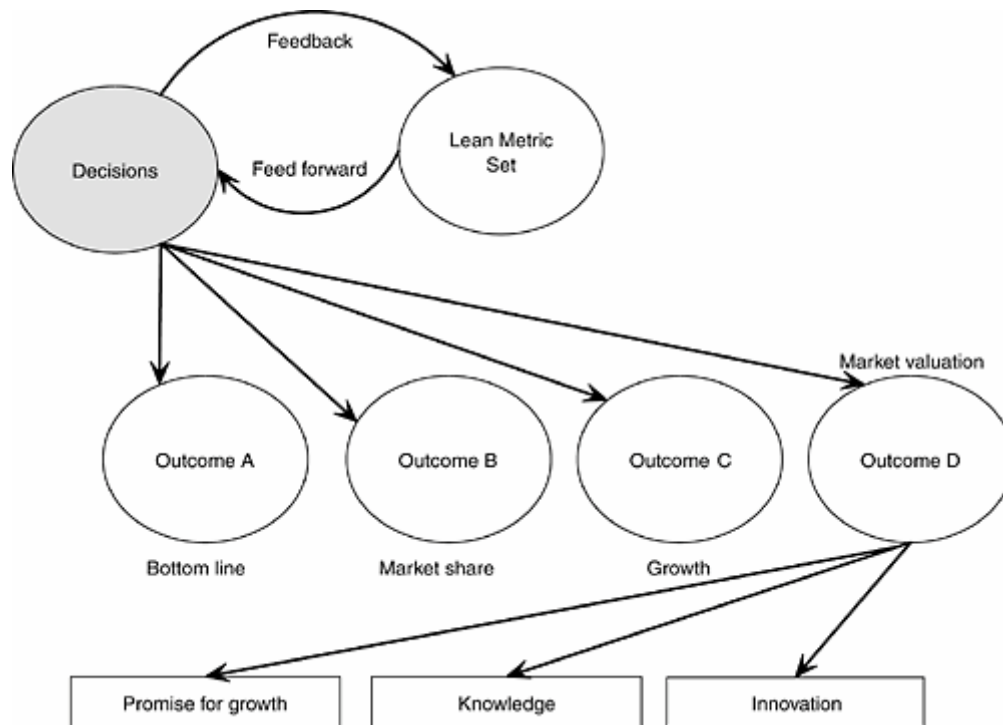 Feedback
Lean Metric
Set
Decisions
Feed forward
Market valuation
Outcome A
Outcome B
Outcome C
Outcome D
Bottom line
Market share
Growth
Promise for growth
Knowledge
Innovation